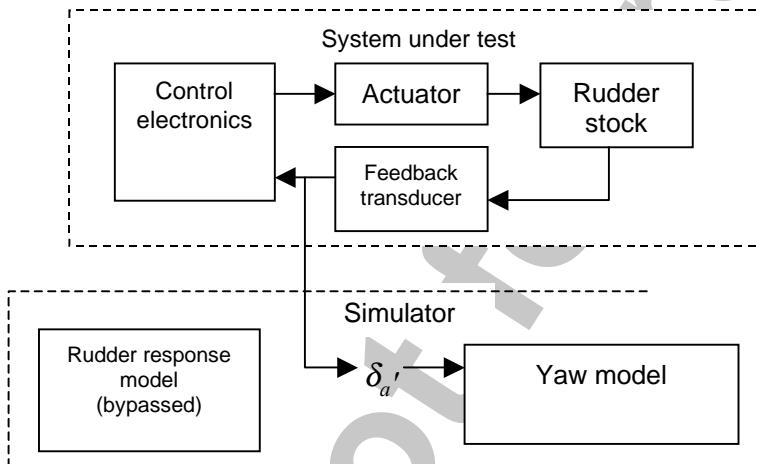 System under test
Control
electronics
Actuator
Rudder
stock
Feedback
transducer
Simulator
Rudder response
model
(bypassed)
δa'
Yaw model